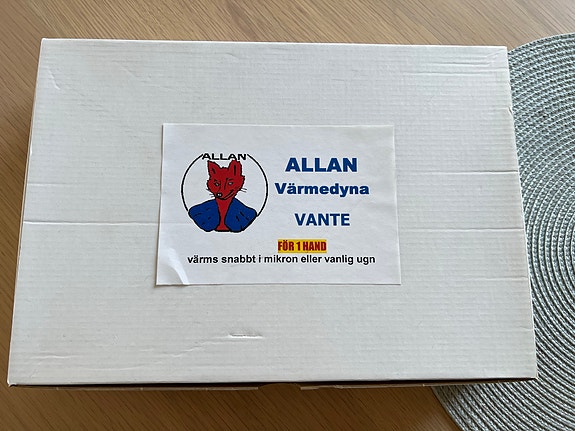 ALLAN
ALLAN
Värmedyna
VANTE
FÖR 1 HAND
värms snabbt i mikron eller vanlig ugn